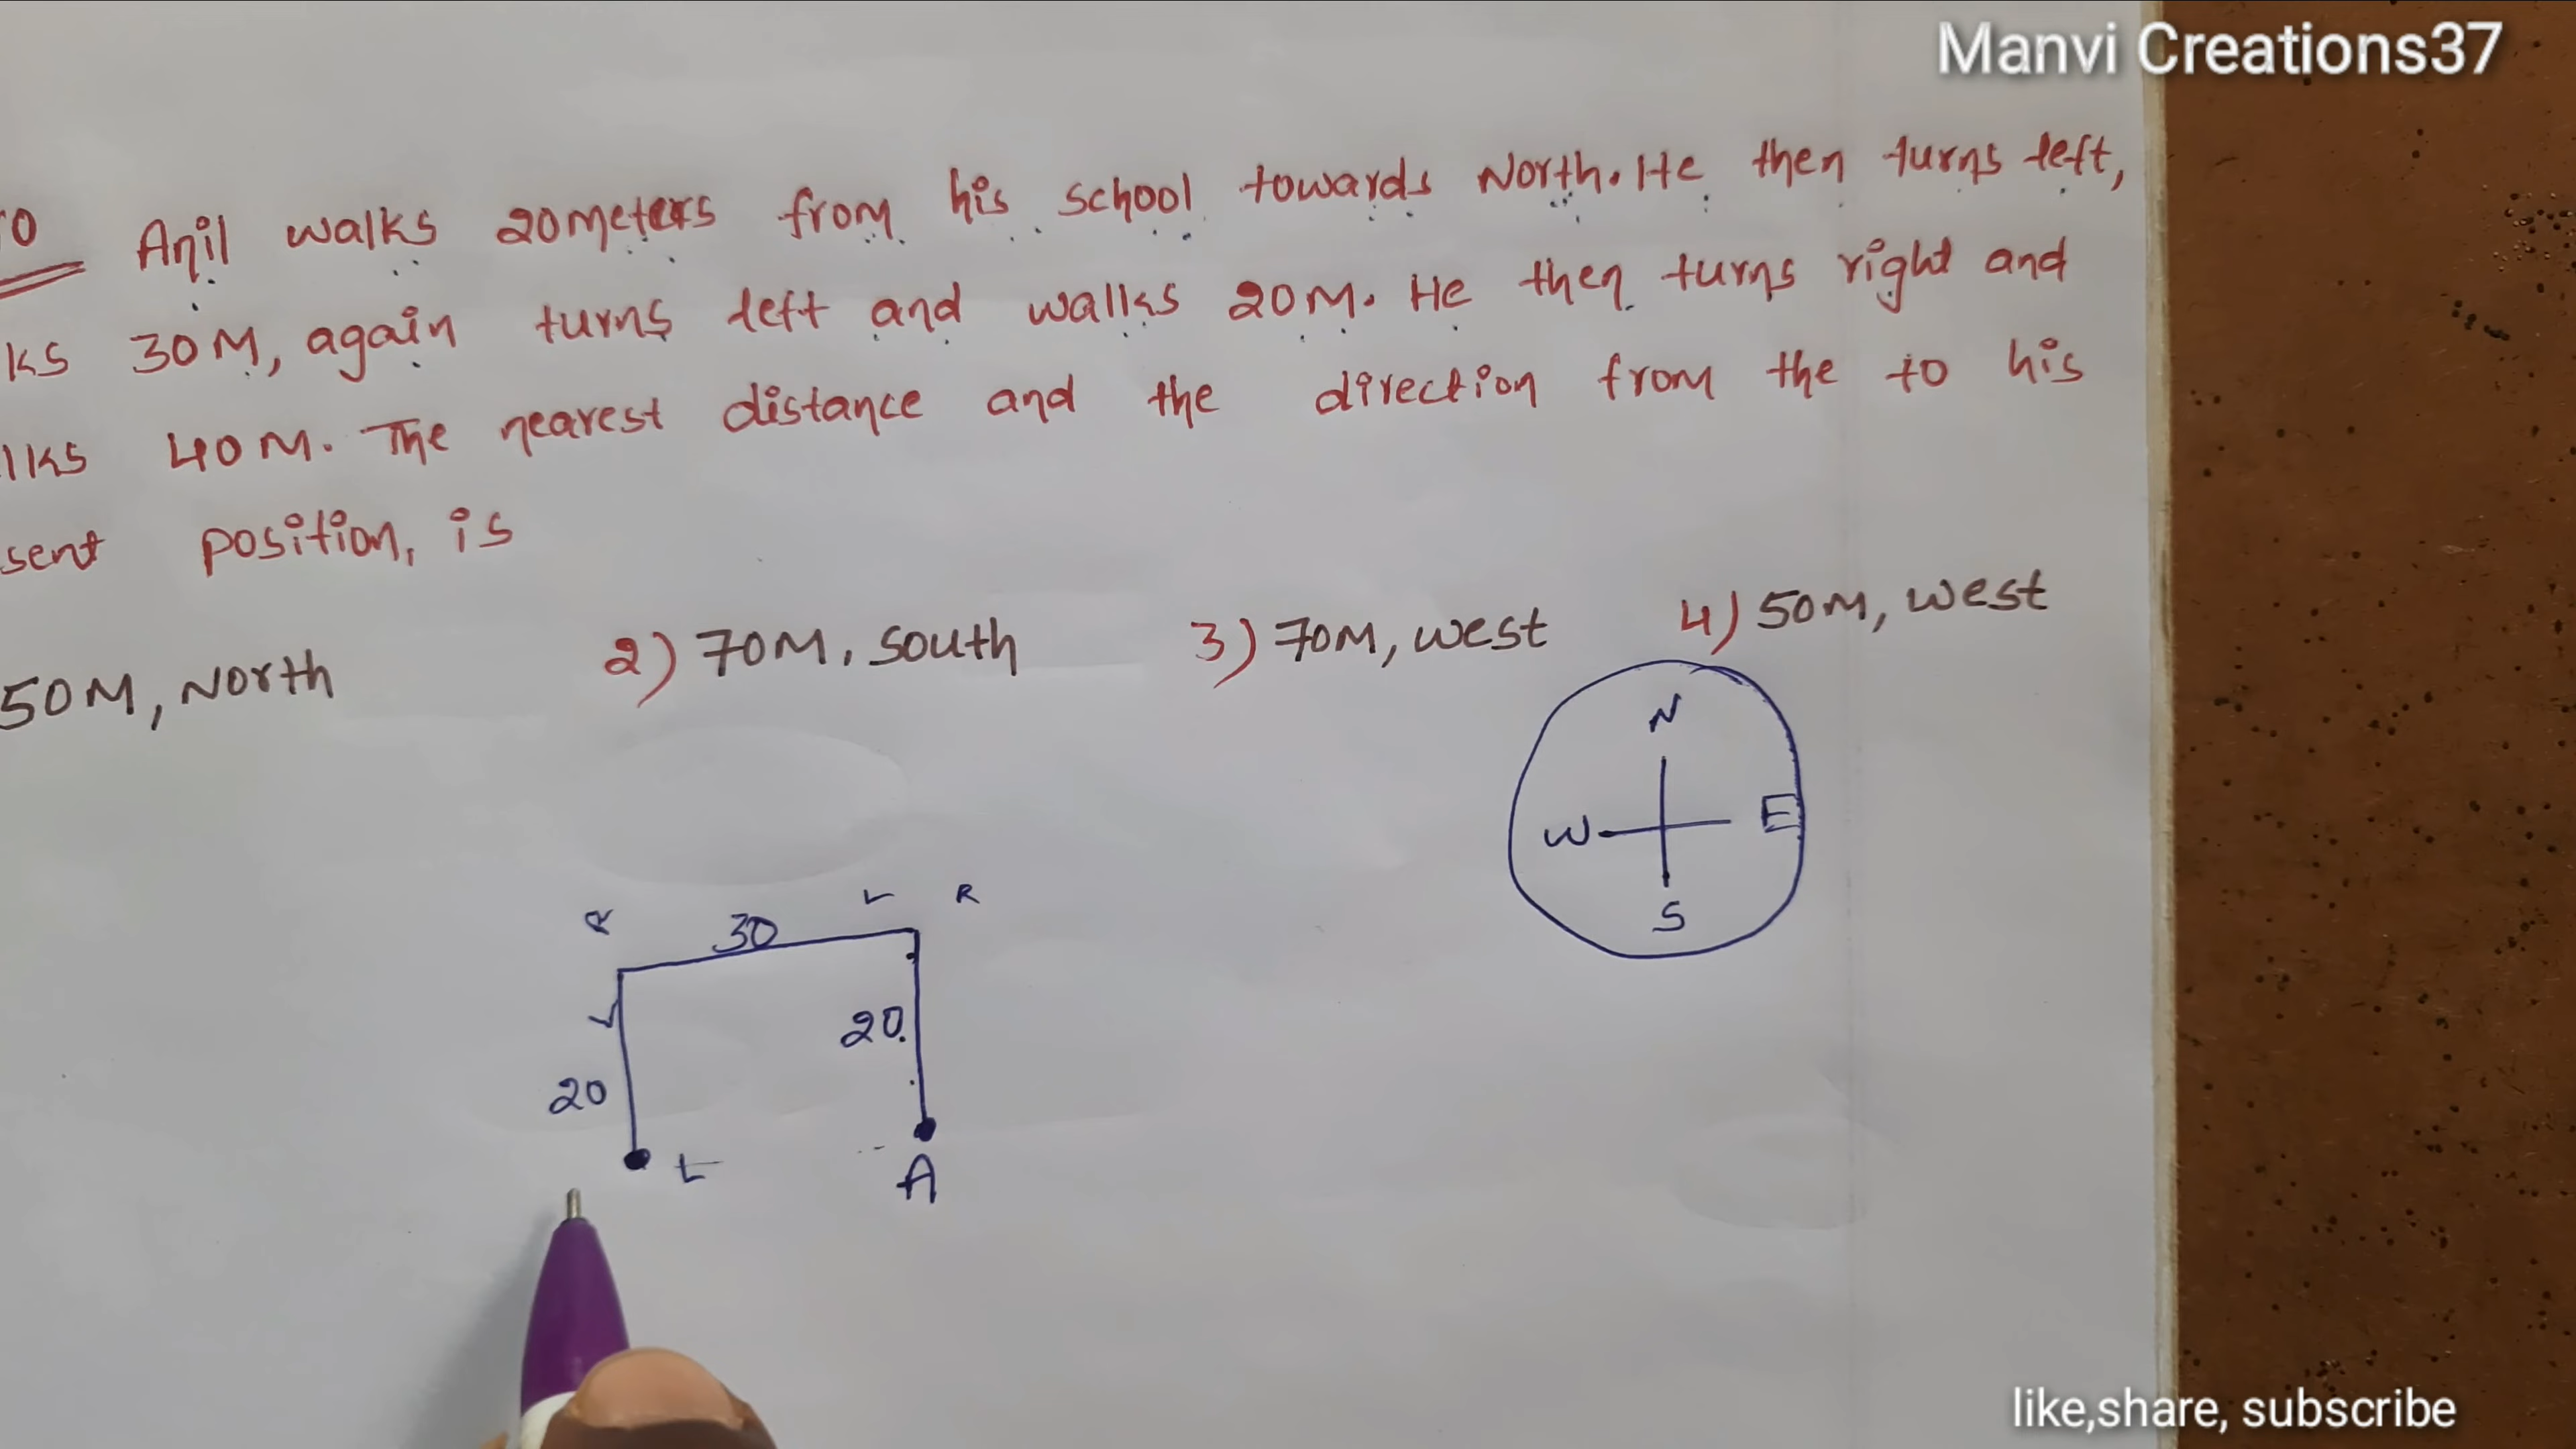 Manvi Creations37
0 Anil walks 20meters from his school towards North. He then turns left,
ks 30M, again turns left and walks 20M. He then turns right and
lks 40M. The nearest distance and the direction from the to his
sent position, is
50M, North 2) 70M, south 3) 70M, west 4) 50M, west
N
W E
S
L R
R 30
20
20
L
A
like,share, subscribe